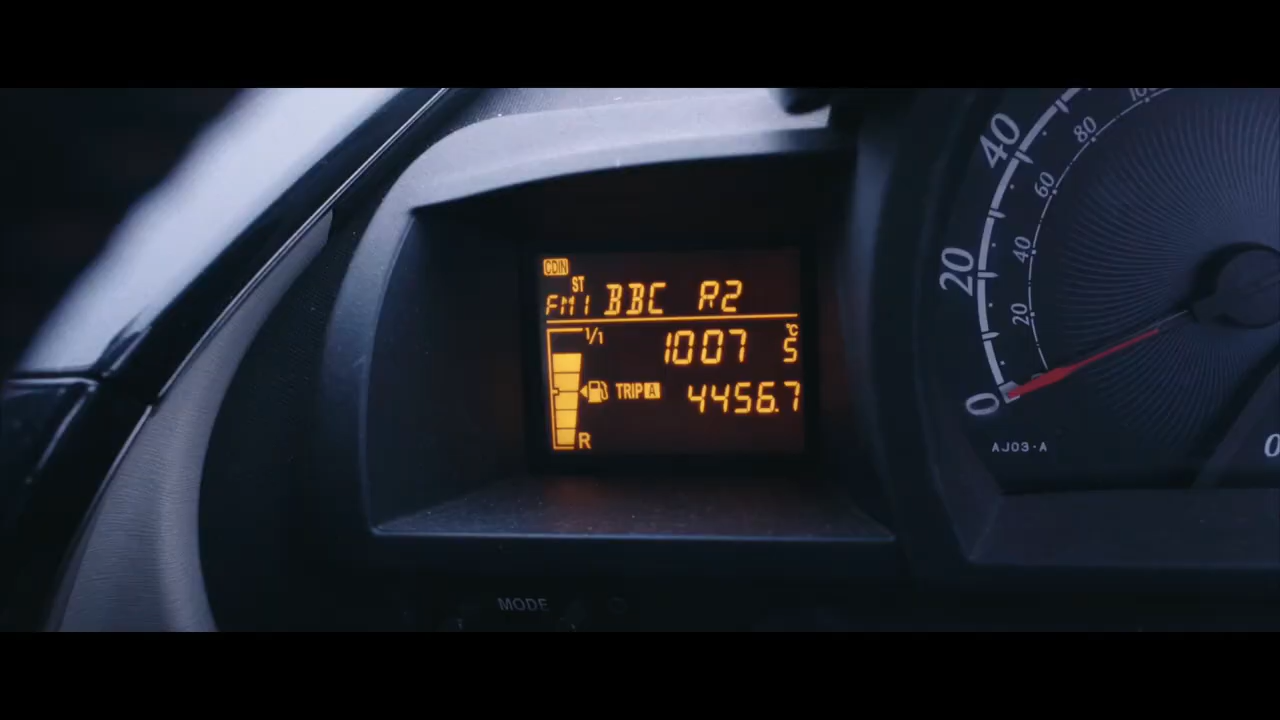 CDIN
ST
FM1 BBC R2
1/1
1007 °C 5
TRIP A 4456.7
R
MODE
40
20
0
80
60
40
20
AJ03-A